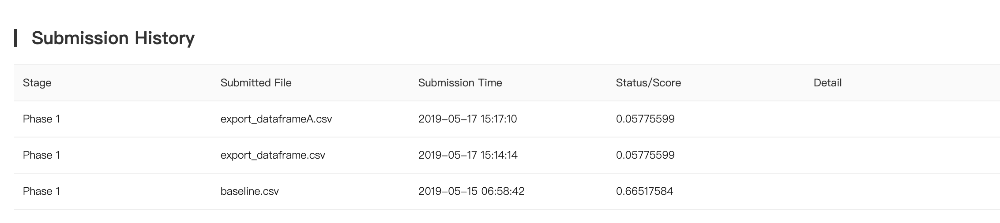 Submission History
Stage Submitted File Submission Time Status/Score Detail
Phase 1 export_dataframeA.csv 2019-05-17 15:17:10 0.05775599
Phase 1 export_dataframe.csv 2019-05-17 15:14:14 0.05775599
Phase 1 baseline.csv 2019-05-15 06:58:42 0.66517584